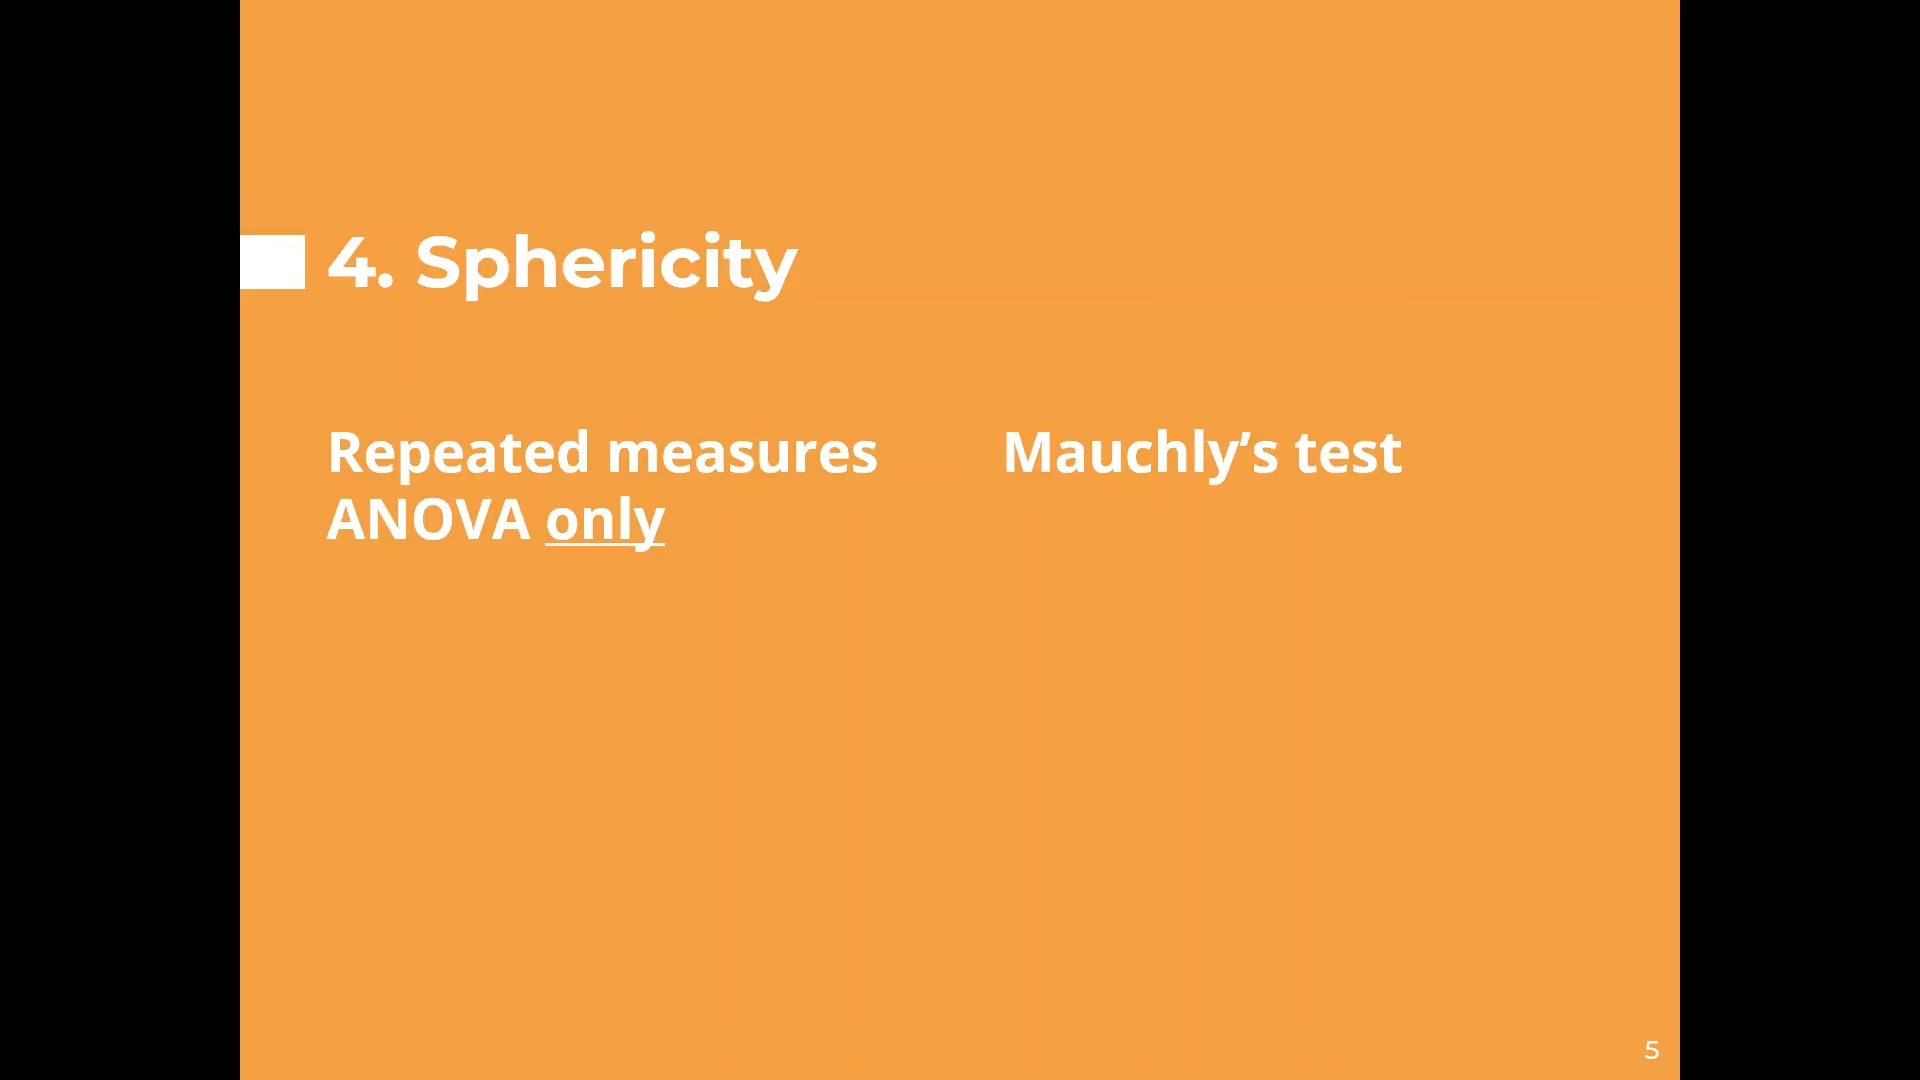 4. Sphericity
Repeated measures
ANOVA only
Mauchly’s test
5